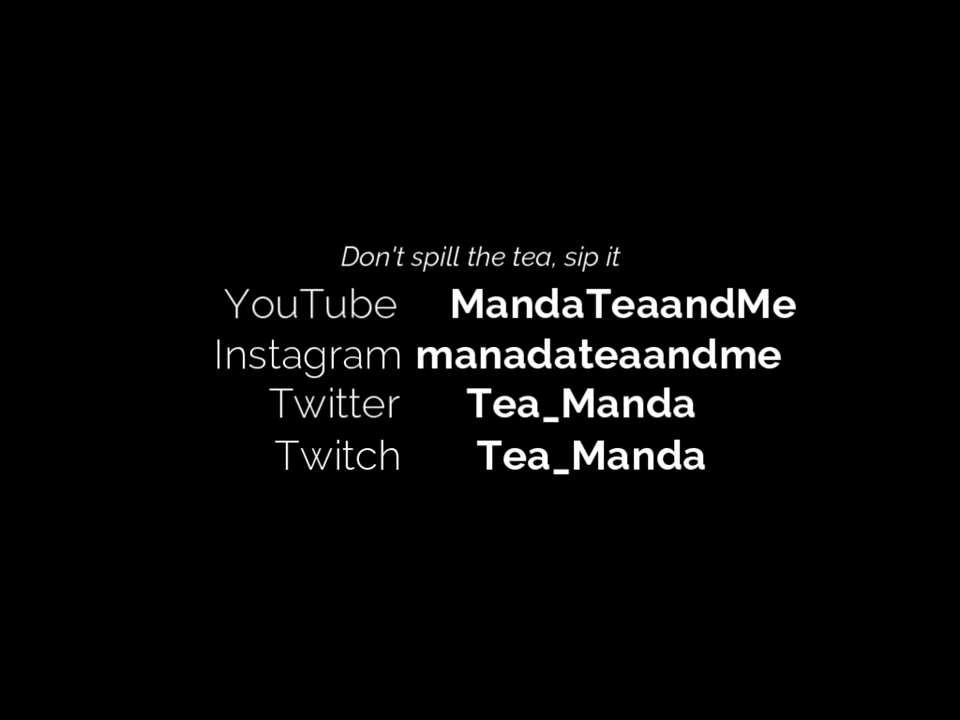 Don't spill the tea, sip it
YouTube MandaTeaandMe
Instagram manadateaandme
Twitter Tea_Manda
Twitch Tea_Manda